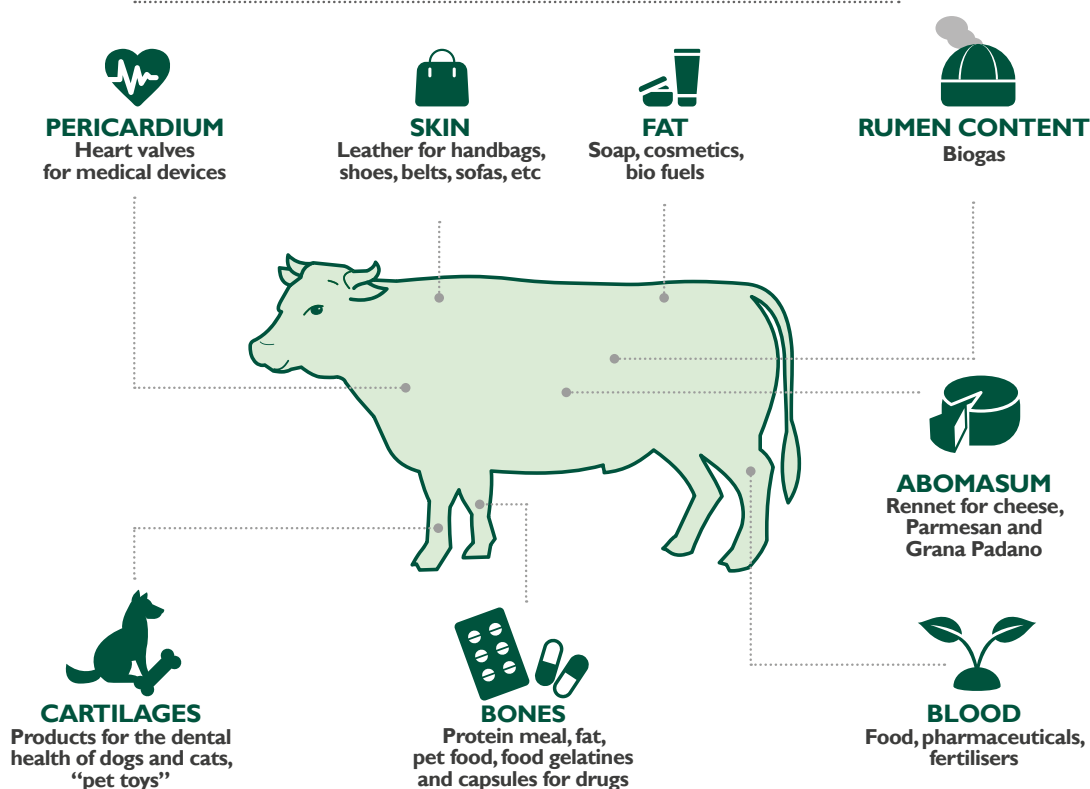 PERICARDIUM
Heart valves
for medical devices
SKIN
Leather for handbags,
shoes, belts, sofas, etc
FAT
Soap, cosmetics,
bio fuels
RUMEN CONTENT
Biogas
ABOMASUM
Rennet for cheese,
Parmesan and
Grana Padano
CARTILAGES
Products for the dental
health of dogs and cats,
“pet toys”
BONES
Protein meal, fat,
pet food, food gelatines
and capsules for drugs
BLOOD
Food, pharmaceuticals,
fertilisers